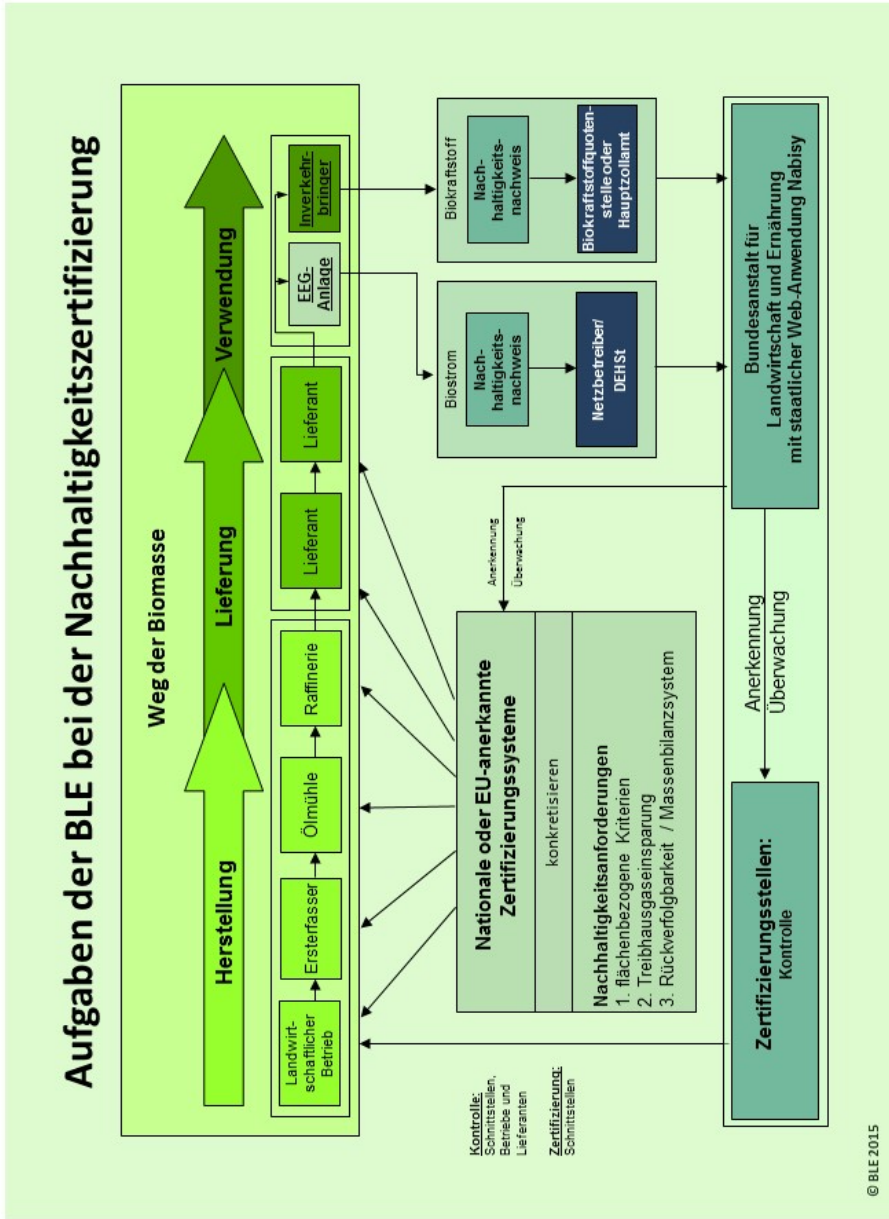 Aufgaben der BLE bei der Nachhaltigkeitszertifizierung
Weg der Biomasse
Herstellung
Lieferung
Verwendung
Landwirt-
schaftlicher
Betrieb
Ersterfasser
Ölmühle
Raffinerie
Lieferant
Lieferant
EEG-
Anlage
Inverkehr-
bringer
Kontrolle:
Schnittstellen,
Betriebe und
Lieferanten
Zertifizierung:
Schnittstellen
Nationale oder EU-anerkannte
Zertifizierungssysteme
konkretisieren
Nachhaltigkeitsanforderungen
1. flächenbezogene Kriterien
2. Treibhausgaseinsparung
3. Rückverfolgbarkeit / Massenbilanzsystem
Anerkennung
Überwachung
Biostrom
Nach-
haltigkeits-
nachweis
Netzbetreiber/
DEHSt
Biokraftstoff
Nach-
haltigkeits-
nachweis
Biokraftstoffquoten-
stelle oder
Hauptzollamt
Zertifizierungsstellen:
Kontrolle
Anerkennung
Überwachung
Bundesanstalt für
Landwirtschaft und Ernährung
mit staatlicher Web-Anwendung Nabisy
© BLE 2015